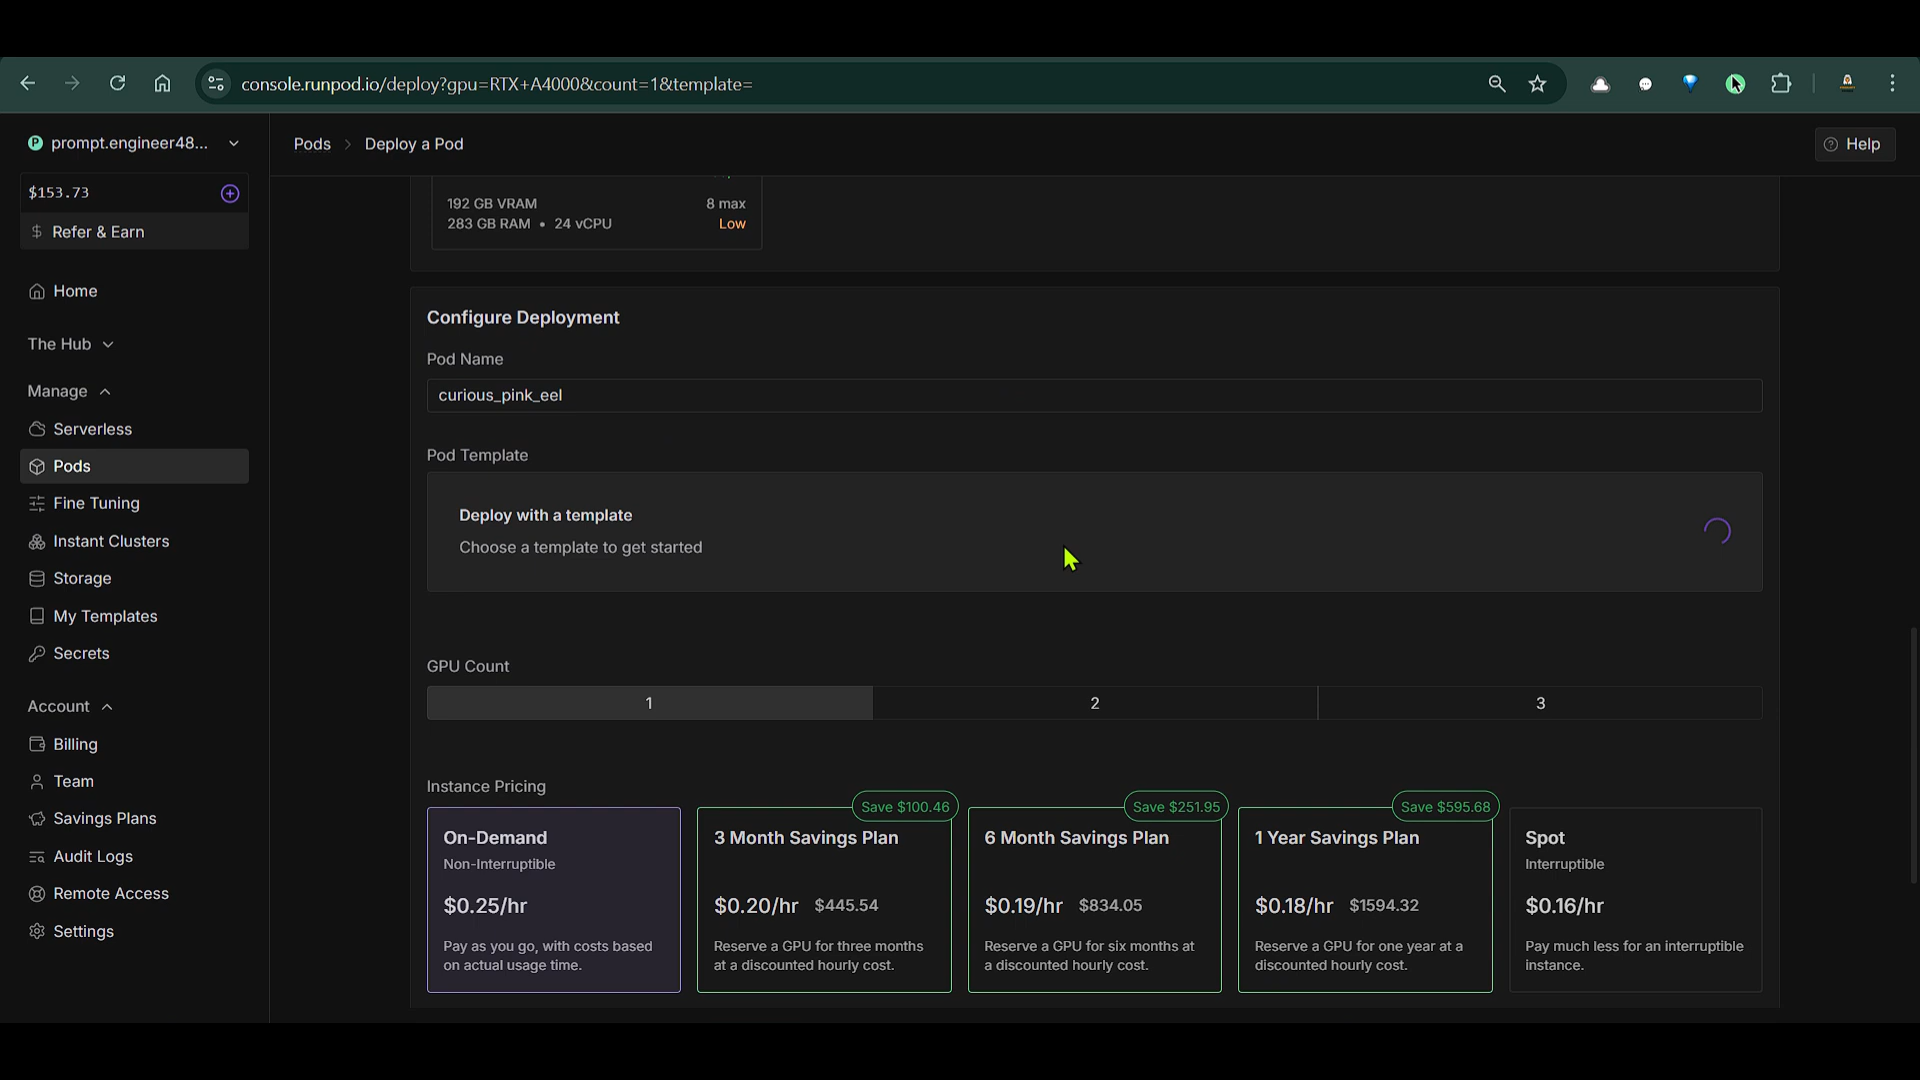 console.runpod.io/deploy?gpu=RTX+A4000&count=1&template=
prompt.engineer48...
Pods > Deploy a Pod
Help
$153.73
Refer & Earn
Home
The Hub
Manage
Serverless
Pods
Fine Tuning
Instant Clusters
Storage
My Templates
Secrets
Account
Billing
Team
Savings Plans
Audit Logs
Remote Access
Settings
192 GB VRAM 8 max
283 GB RAM • 24 vCPU Low
Configure Deployment
Pod Name
curious_pink_eel
Pod Template
Deploy with a template
Choose a template to get started
GPU Count
1 2 3
Instance Pricing
On-Demand
Non-Interruptible
$0.25/hr
Pay as you go, with costs based
on actual usage time.
Save $100.46
3 Month Savings Plan
$0.20/hr $445.54
Reserve a GPU for three months
at a discounted hourly cost.
Save $251.95
6 Month Savings Plan
$0.19/hr $834.05
Reserve a GPU for six months at
a discounted hourly cost.
Save $595.68
1 Year Savings Plan
$0.18/hr $1594.32
Reserve a GPU for one year at a
discounted hourly cost.
Spot
Interruptible
$0.16/hr
Pay much less for an interruptible
instance.